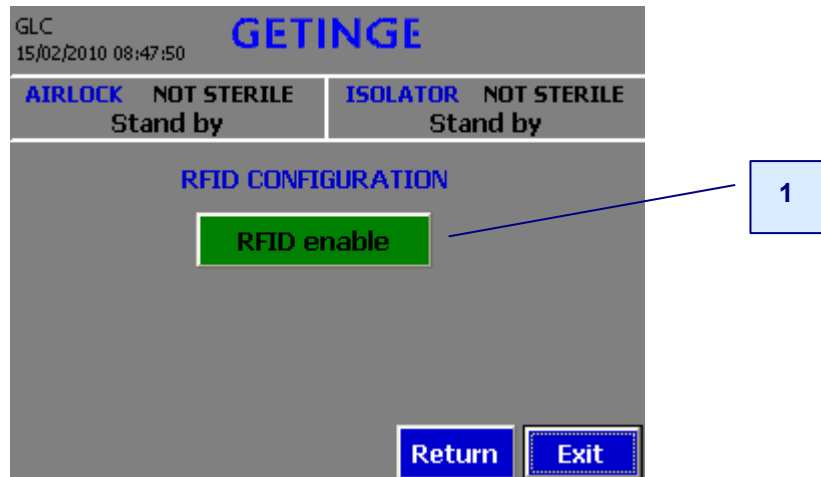 GLC
15/02/2010 08:47:50
GETINGE
AIRLOCK NOT STERILE
Stand by
ISOLATOR NOT STERILE
Stand by
RFID CONFIGURATION
RFID enable
1
Return
Exit